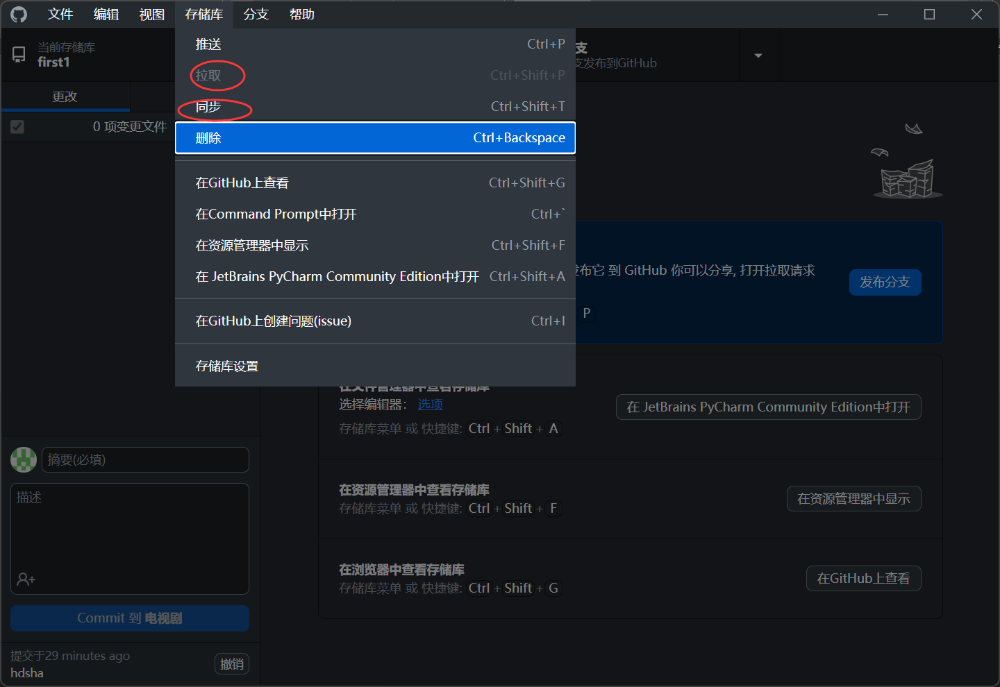 文件 编辑 视图 存储库 分支 帮助
当前存储库
first1
支
支发布到GitHub
推送 Ctrl+P
拉取 Ctrl+Shift+P
同步 Ctrl+Shift+T
删除 Ctrl+Backspace
在GitHub上查看 Ctrl+Shift+G
在Command Prompt中打开 Ctrl+`
在资源管理器中显示 Ctrl+Shift+F
在 JetBrains PyCharm Community Edition中打开 Ctrl+Shift+A
在GitHub上创建问题(issue) Ctrl+I
存储库设置
更改
0 项变更文件
发布它 到 GitHub 你可以分享, 打开拉取请求
发布分支
P
在文件管理器中查看存储库
选择编辑器： 选项
存储库菜单 或 快捷键: Ctrl + Shift + A
在 JetBrains PyCharm Community Edition中打开
在资源管理器中查看存储库
存储库菜单 或 快捷键: Ctrl + Shift + F
在资源管理器中显示
在浏览器中查看存储库
存储库菜单 或 快捷键: Ctrl + Shift + G
在GitHub上查看
摘要(必填)
描述
Commit 到 电视剧
提交于29 minutes ago
hdsha
撤销